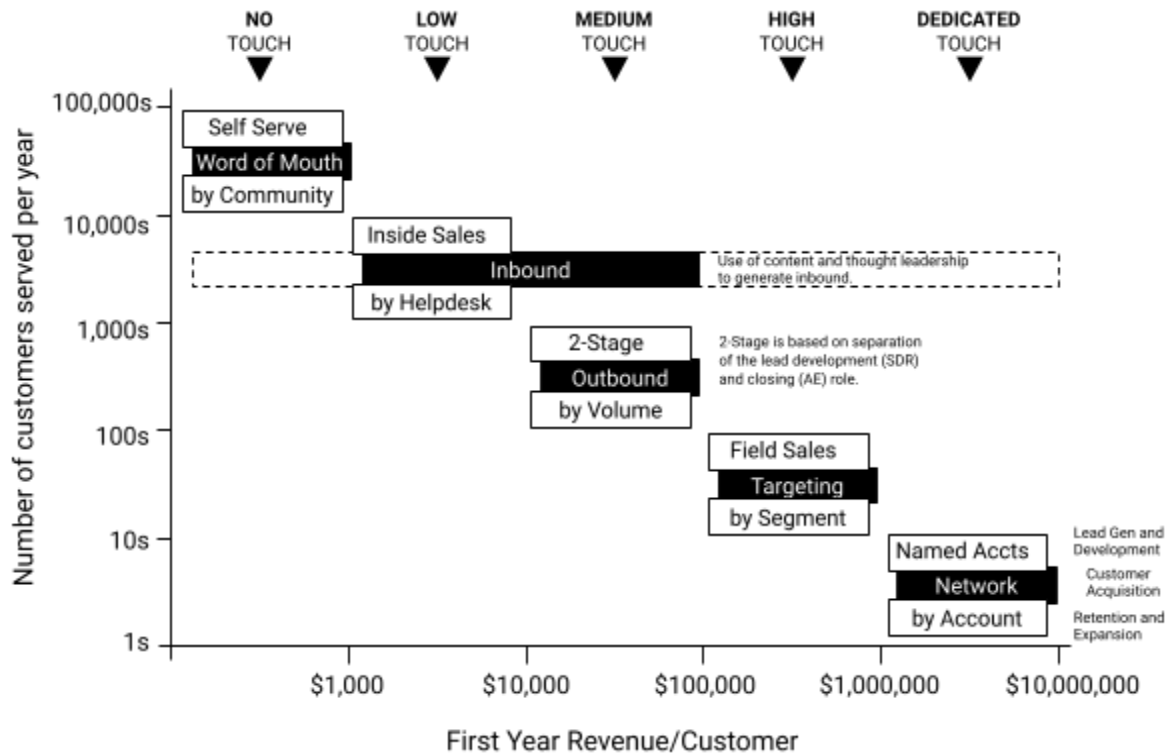 NO
TOUCH
LOW
TOUCH
MEDIUM
TOUCH
HIGH
TOUCH
DEDICATED
TOUCH
Number of customers served per year
100,000s
10,000s
1,000s
100s
10s
1s
Self Serve
Word of Mouth
by Community
Inside Sales
Inbound
by Helpdesk
Use of content and thought leadership
to generate inbound.
2-Stage
Outbound
by Volume
2-Stage is based on separation
of the lead development (SDR)
and closing (AE) role.
Field Sales
Targeting
by Segment
Named Accts
Network
by Account
Lead Gen and
Development
Customer
Acquisition
Retention and
Expansion
$1,000
$10,000
$100,000
$1,000,000
$10,000,000
First Year Revenue/Customer